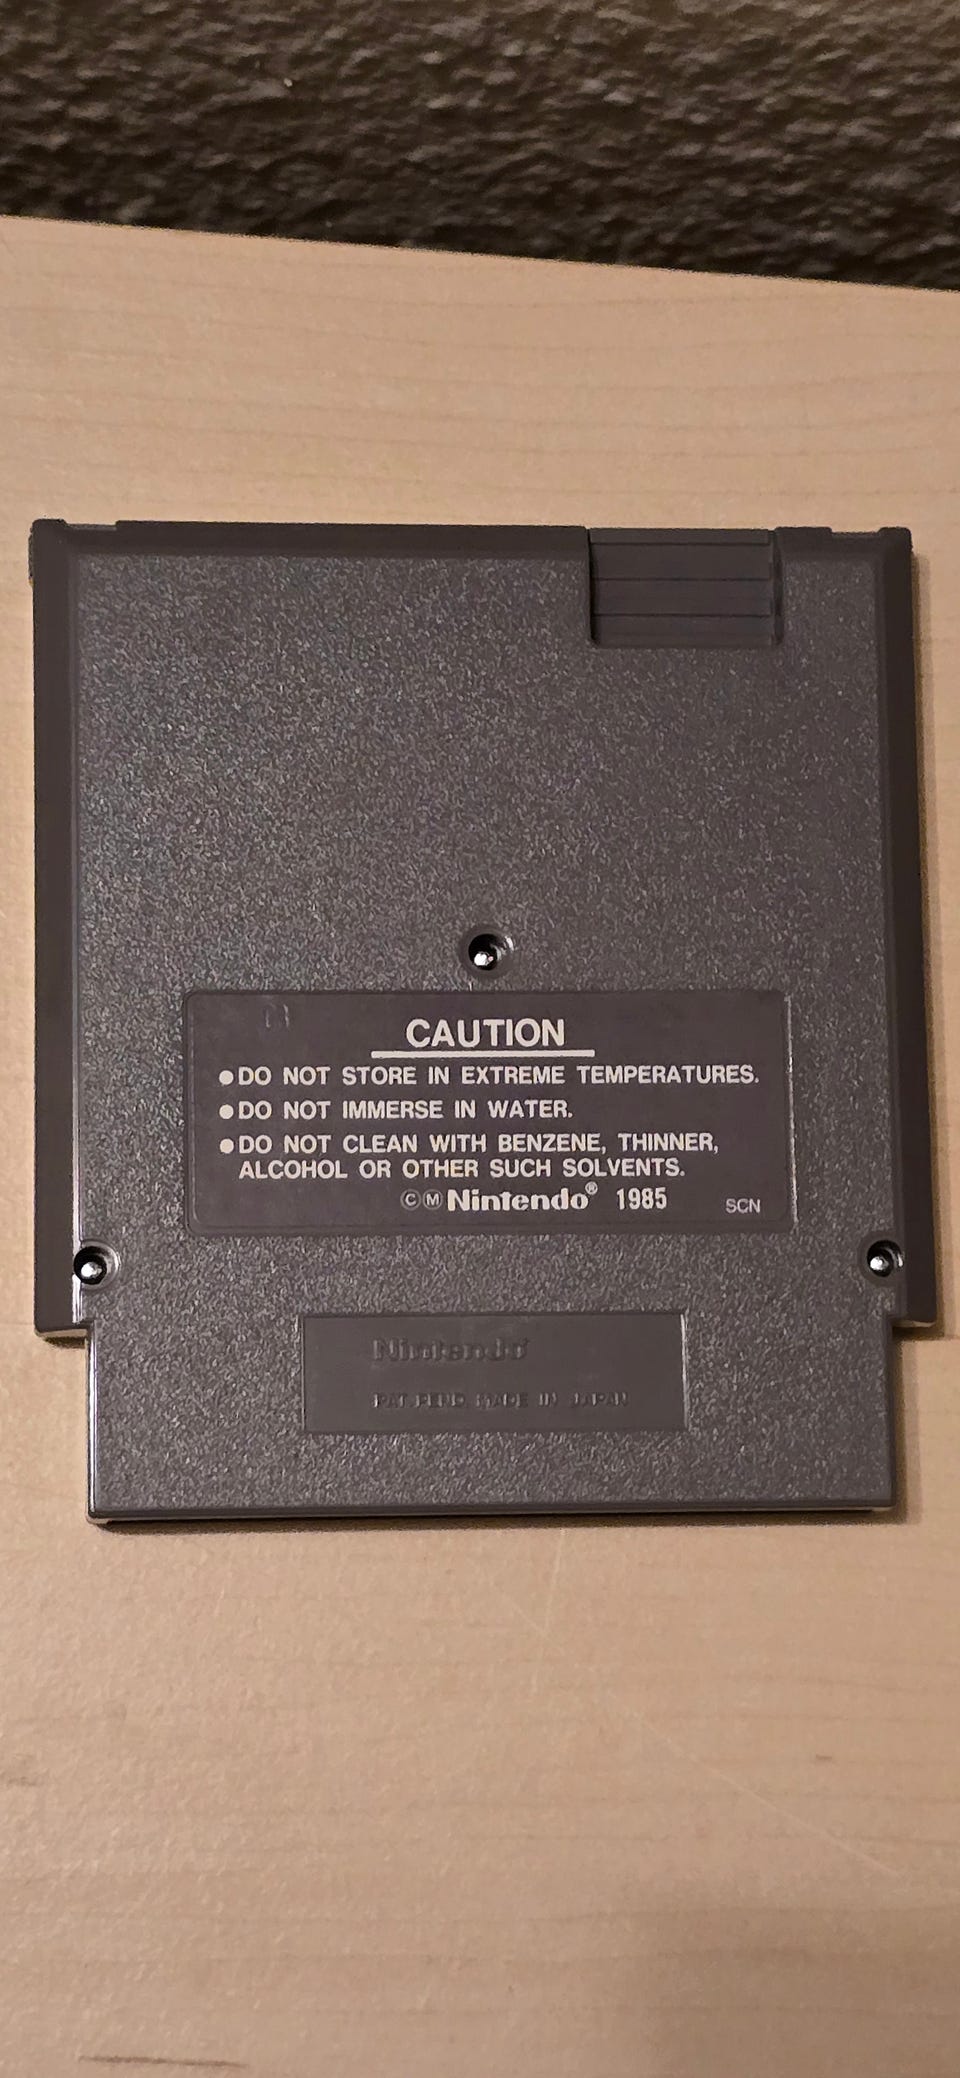 CAUTION
●DO NOT STORE IN EXTREME TEMPERATURES.
●DO NOT IMMERSE IN WATER.
●DO NOT CLEAN WITH BENZENE, THINNER,
ALCOHOL OR OTHER SUCH SOLVENTS.
ⒸⓂNintendo® 1985 SCN
Nintendo®
PAT. PEND. MADE IN JAPAN